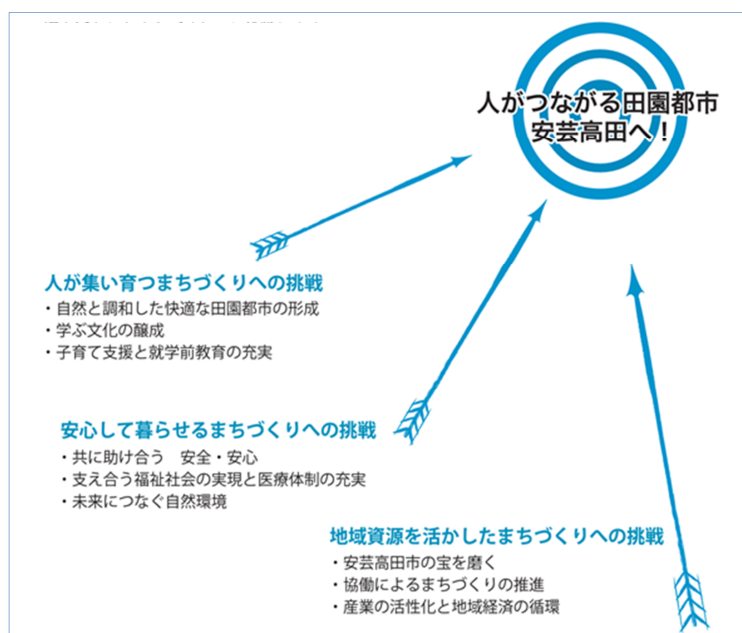 人がつながる田園都市
安芸高田へ！
人が集い育つまちづくりへの挑戦
・自然と調和した快適な田園都市の形成
・学ぶ文化の醸成
・子育て支援と就学前教育の充実
安心して暮らせるまちづくりへの挑戦
・共に助け合う　安全・安心
・支え合う福祉社会の実現と医療体制の充実
・未来につなぐ自然環境
地域資源を活かしたまちづくりへの挑戦
・安芸高田市の宝を磨く
・協働によるまちづくりの推進
・産業の活性化と地域経済の循環